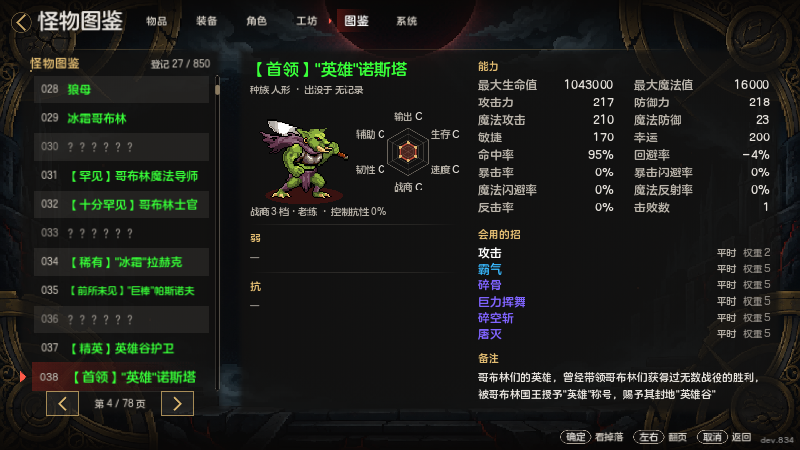 怪物图鉴 物品 装备 角色 工坊 图鉴 系统
怪物图鉴 登记 27 / 850
028 狼母
029 冰霜哥布林
030 ? ? ? ? ? ?
031 【 罕见 】哥布林魔法导师
032 【 十分罕见 】哥布林士官
033 ? ? ? ? ? ?
034 【 稀有 】"冰霜"拉赫克
035 【 前所未见 】"巨棒"帕斯诺夫
036 ? ? ? ? ? ?
037 【 精英 】英雄谷护卫
038 【 首领 】"英雄"诺斯塔
第 4 / 78 页
【 首领 】"英雄"诺斯塔
种族 人形 · 出没于 无记录
输出 C
辅助 C 生存 C
韧性 C 速度 C
战商 C
战商 3 档 · 老练 · 控制抗性 0%
弱
—
抗
—
能力
最大生命值 1043000 最大魔法值 16000
攻击力 217 防御力 218
魔法攻击 210 魔法防御 23
敏捷 170 幸运 200
命中率 95% 回避率 -4%
暴击率 0% 暴击闪避率 0%
魔法闪避率 0% 魔法反射率 0%
反击率 0% 击败数 1
会用的招
攻击 平时 权重 2
霸气 平时 权重 5
碎骨 平时 权重 5
巨力挥舞 平时 权重 5
碎空斩 平时 权重 5
屠灭 平时 权重 5
备注
哥布林们的英雄，曾经带领哥布林们获得过无数战役的胜利，
被哥布林国王授予"英雄"称号，赐予其封地"英雄谷"
确定 看掉落 左右 翻页 取消 返回 dev.834